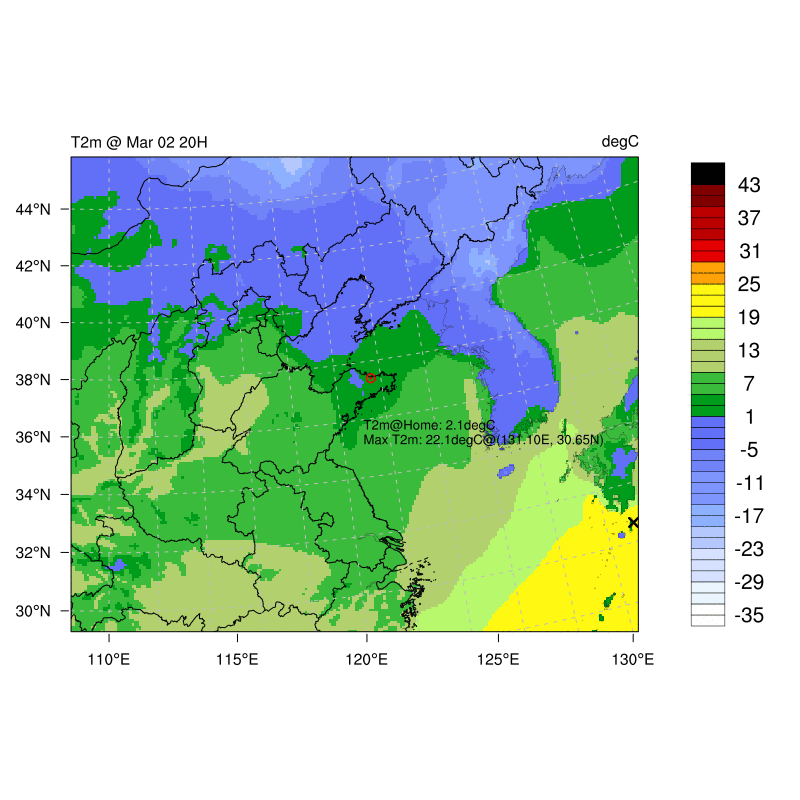 T2m @ Mar 02 20H
degC
44°N
42°N
40°N
38°N
36°N
34°N
32°N
30°N
110°E
115°E
120°E
125°E
130°E
T2m@Home: 2.1degC
Max T2m: 22.1degC@(131.10E, 30.65N)
43
37
31
25
19
13
7
1
-5
-11
-17
-23
-29
-35